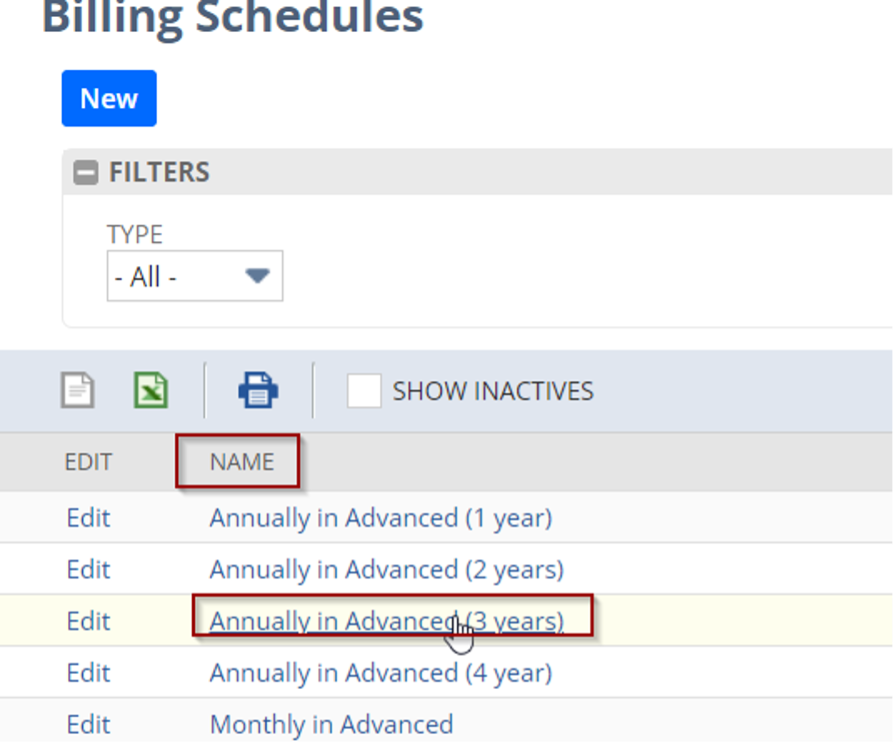 Billing Schedules
New
FILTERS
TYPE
- All -
SHOW INACTIVES
EDIT NAME
Edit Annually in Advanced (1 year)
Edit Annually in Advanced (2 years)
Edit Annually in Advanced (3 years)
Edit Annually in Advanced (4 year)
Edit Monthly in Advanced